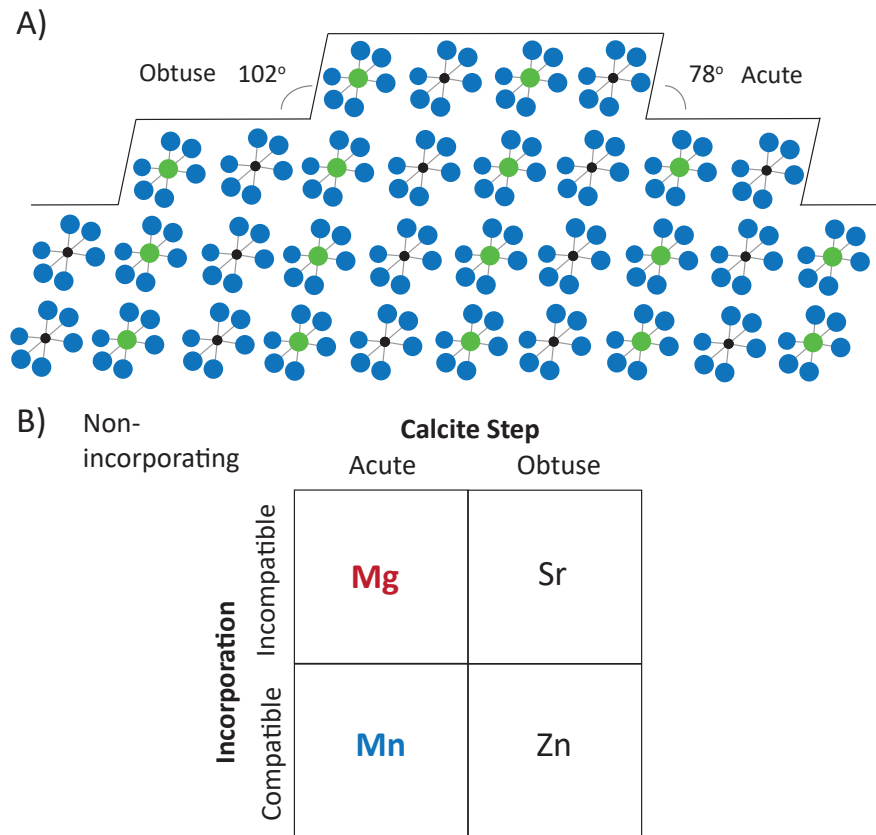 A)
Obtuse 102° 78° Acute
B) Non-
incorporating
Calcite Step
Acute Obtuse
Incorporation
Incompatible
Mg Sr
Compatible
Mn Zn